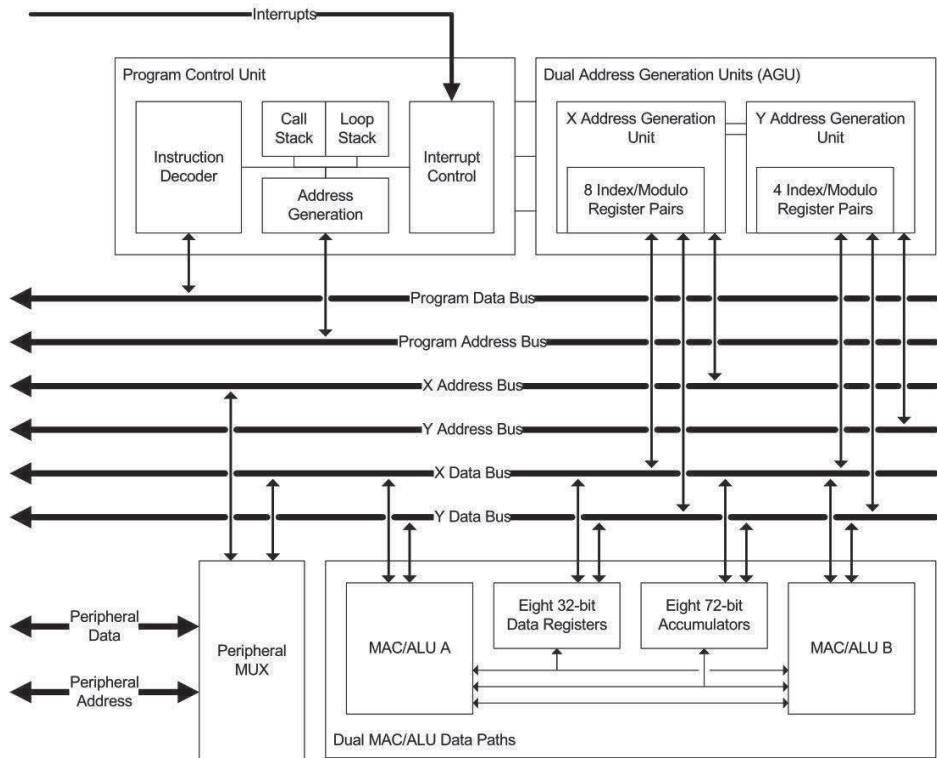 Interrupts
Program Control Unit
Instruction
Decoder
Call
Stack
Loop
Stack
Address
Generation
Interrupt
Control
Dual Address Generation Units (AGU)
X Address Generation
Unit
8 Index/Modulo
Register Pairs
Y Address Generation
Unit
4 Index/Modulo
Register Pairs
Program Data Bus
Program Address Bus
X Address Bus
Y Address Bus
X Data Bus
Y Data Bus
Peripheral
Data
Peripheral
Address
Peripheral
MUX
MAC/ALU A
Eight 32-bit
Data Registers
Eight 72-bit
Accumulators
MAC/ALU B
Dual MAC/ALU Data Paths